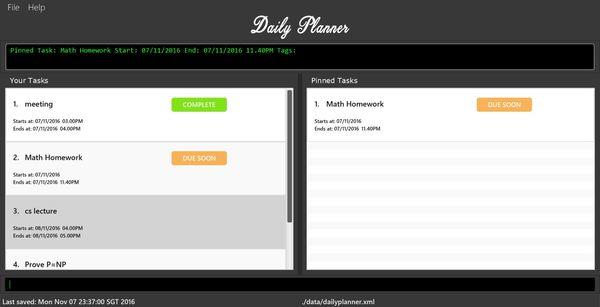 File Help
Daily Planner
Pinned Task: Math Homework Start: 07/11/2016 End: 07/11/2016 11.40PM Tags:
Your Tasks
1. meeting
COMPLETE
Starts at: 07/11/2016 03.00PM
Ends at: 07/11/2016 04.00PM
2. Math Homework
DUE SOON
Starts at: 07/11/2016
Ends at: 07/11/2016 11.40PM
3. cs lecture
Starts at: 08/11/2016 04.00PM
Ends at: 08/11/2016 05.00PM
4. Prove P=NP
Pinned Tasks
1. Math Homework
DUE SOON
Starts at: 07/11/2016
Ends at: 07/11/2016 11.40PM
Last saved: Mon Nov 07 23:37:00 SGT 2016
./data/dailyplanner.xml